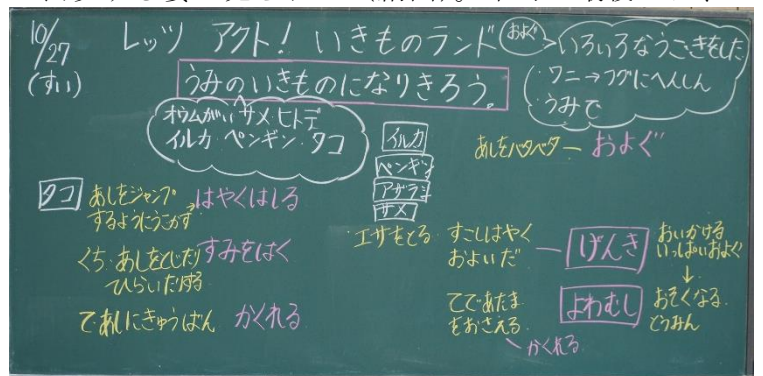 10/27
(すい)
レッツ アクト! いきものランド
およぐ
いろいろなうごきをした
・ワニ→フグにへんしん
・うみで
うみのいきものになりきろう。
オウムがい・サメ・ヒトデ
イルカ・ペンギン・タコ
イルカ
ペンギン
アザラシ
サメ
エサをとる
タコ
あしをジャンプ
するようにうごかす
→はやくはしる
くち・あしをとじたり
ひらいたりする
すみをはく
て・あしにきゅうばん
かくれる
あしをバタバター
およぐ
すこしはやく
およいだ
げんき
おいかける
いっぱいおよぐ
↓
よわむし
おそくなる
とうみん
てであたま
をおさえる
かくれる